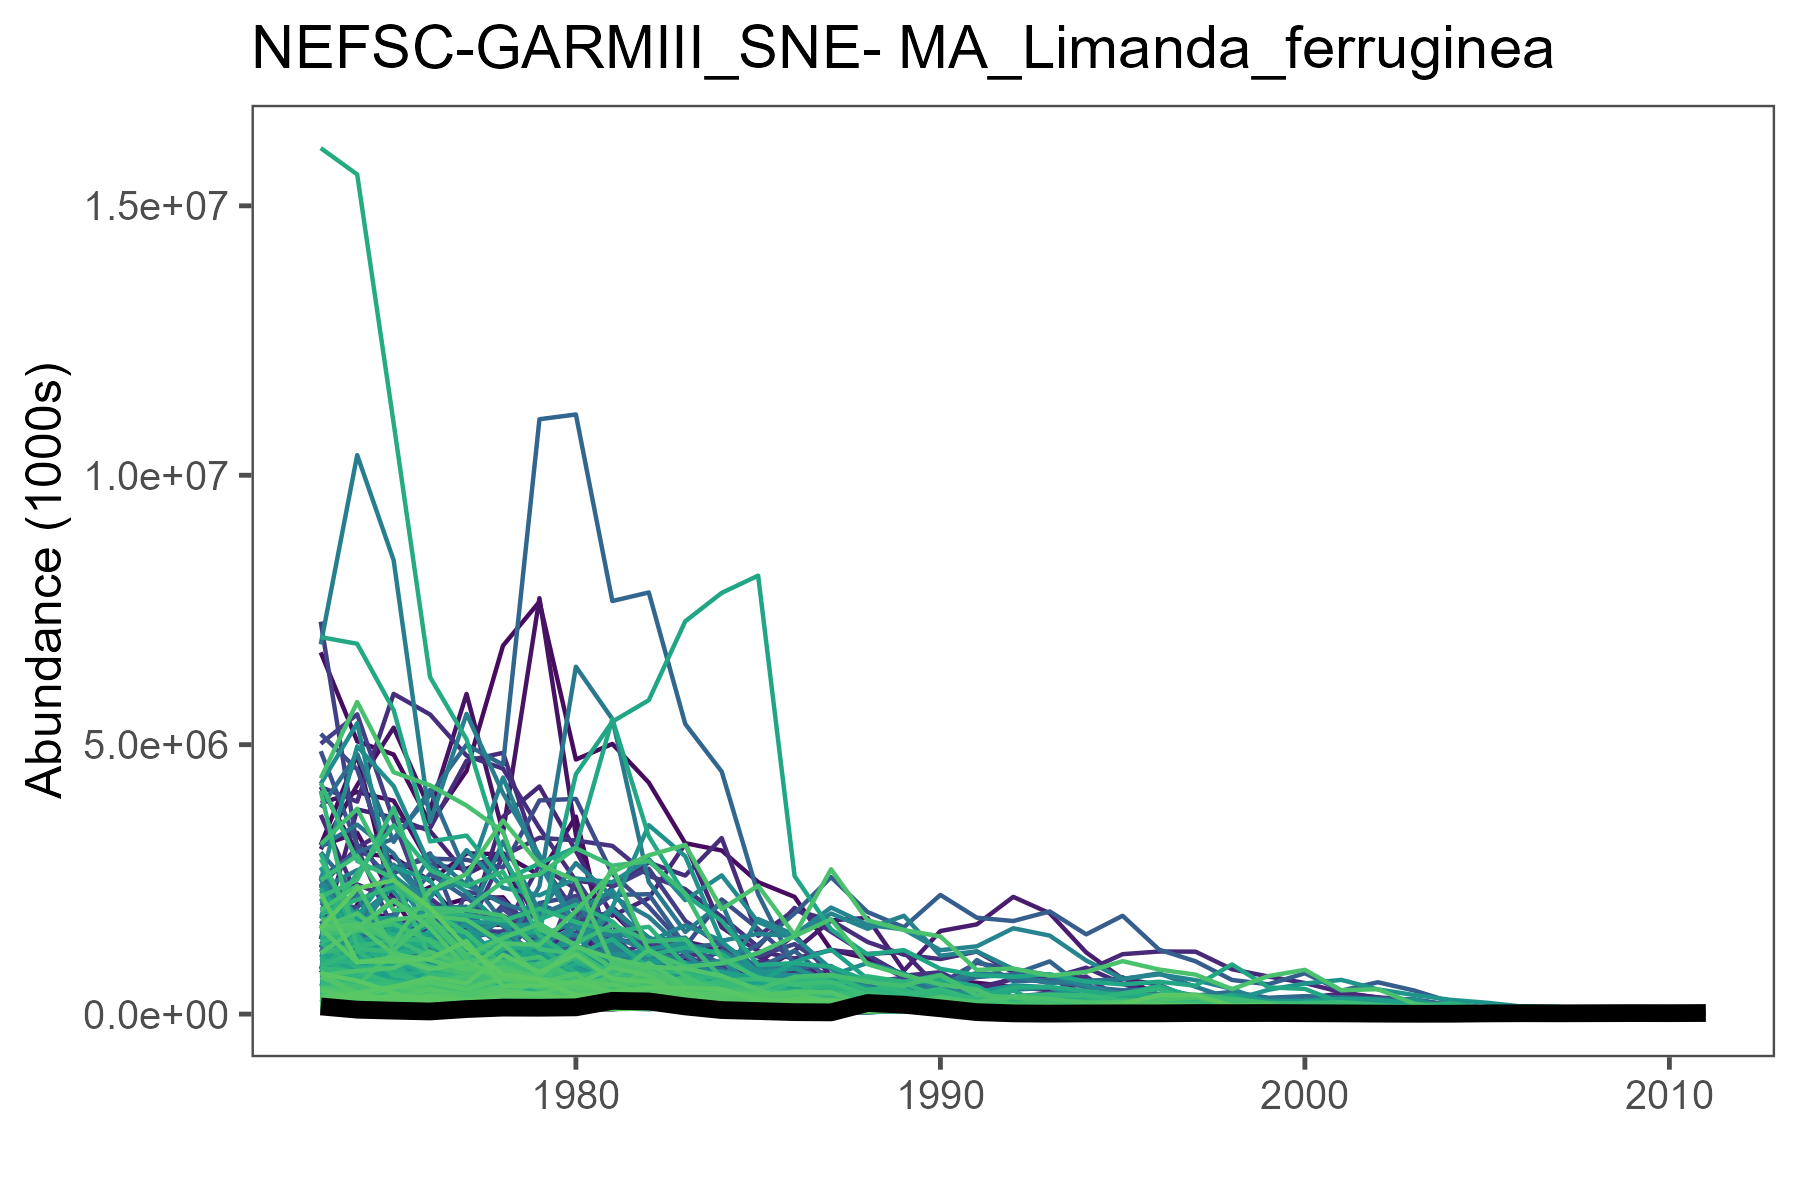 NEFSC-GARMIII_SNE- MA_Limanda_ferruginea
Abundance (1000s)
1.5e+07
1.0e+07
5.0e+06
0.0e+00
1980
1990
2000
2010